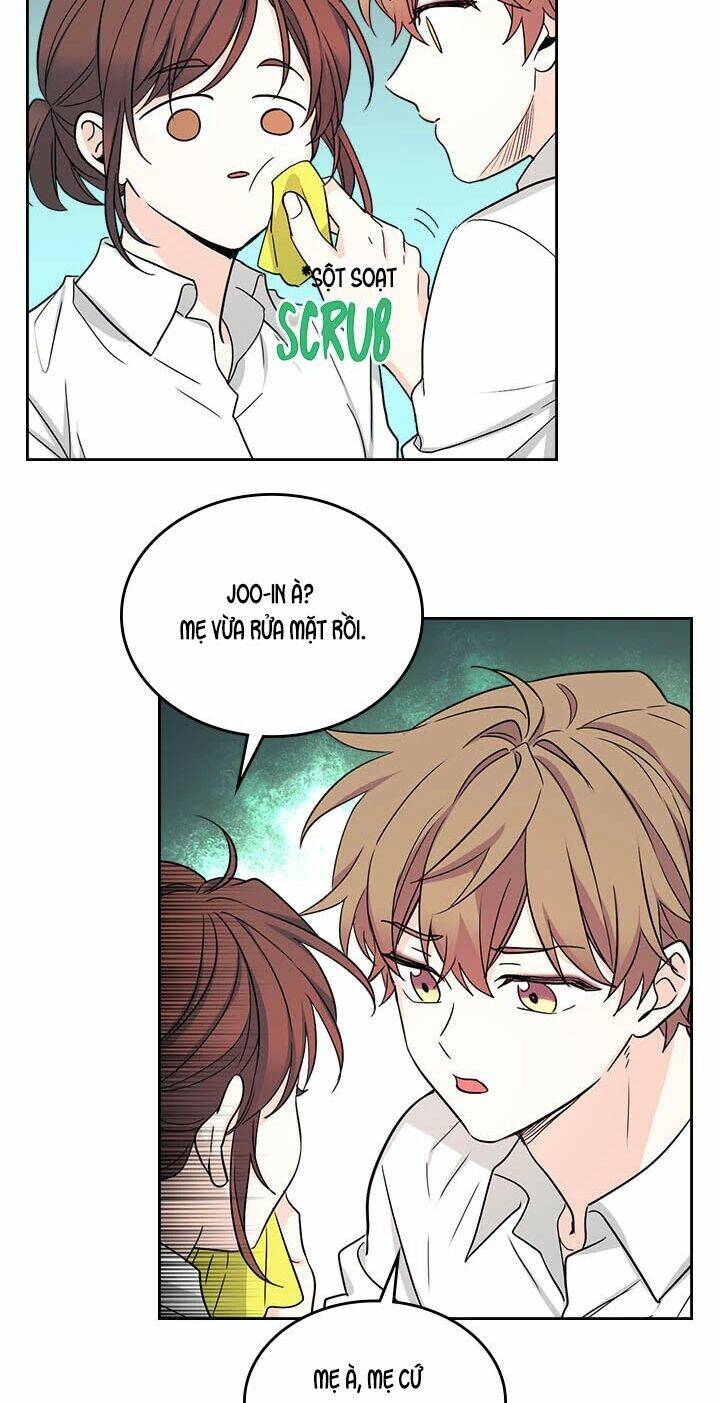 *SỘT SOẠT
SCRUB
JOO-IN À?
MẸ VỪA RỬA MẶT RỒI.
MẸ À, MẸ CỨ